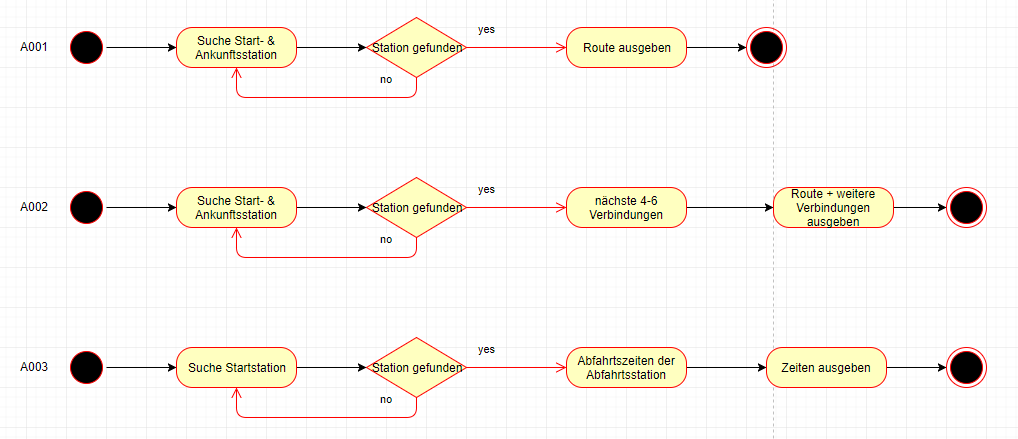 A001
Suche Start- &
Ankunftsstation
Station gefunden
yes
no
Route ausgeben
A002
Suche Start- &
Ankunftsstation
Station gefunden
yes
no
nächste 4-6
Verbindungen
Route + weitere
Verbindungen
ausgeben
A003
Suche Startstation
Station gefunden
yes
no
Abfahrtszeiten der
Abfahrtsstation
Zeiten ausgeben